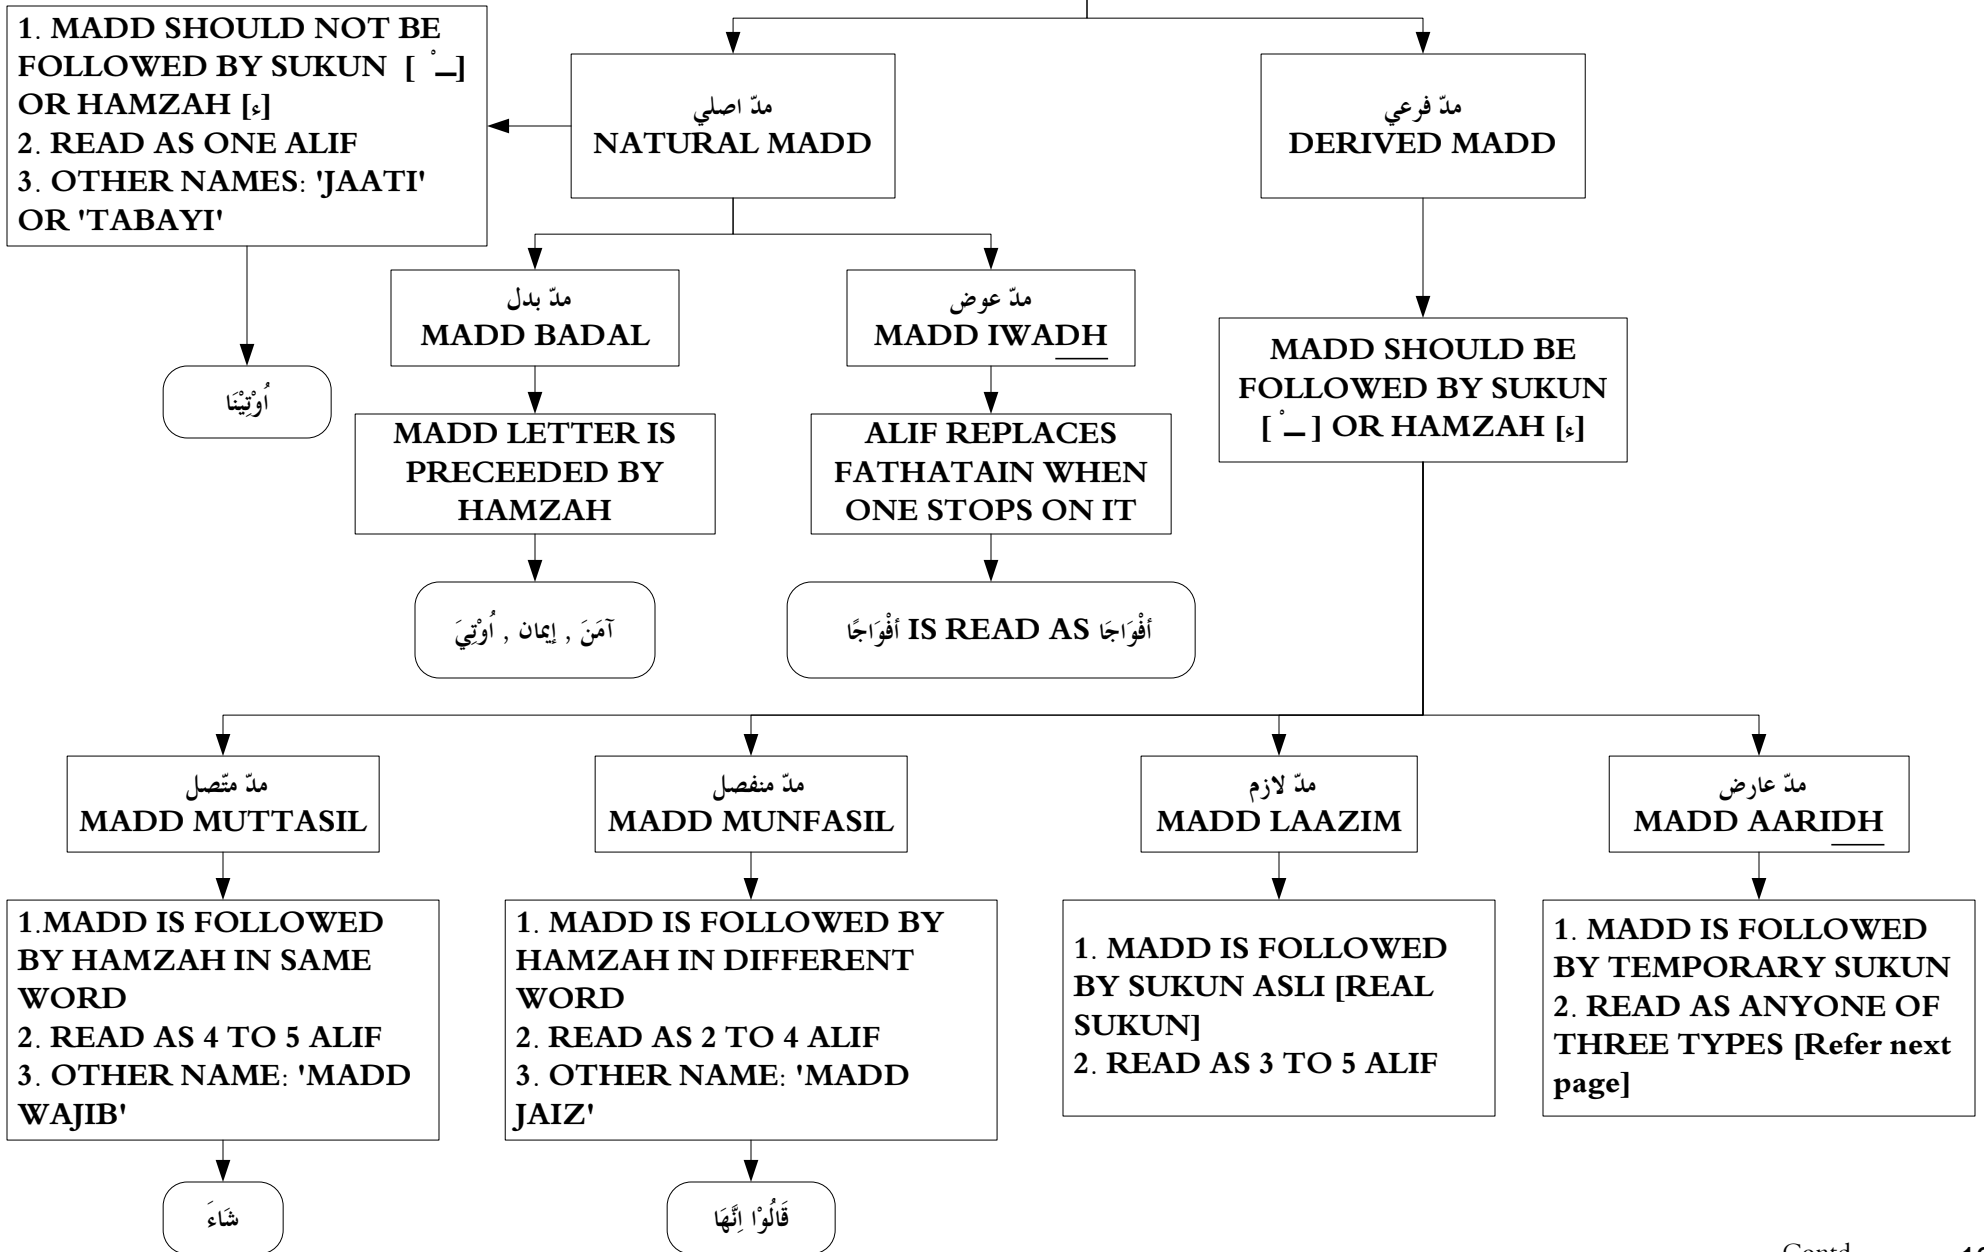 1. MADD SHOULD NOT BE
FOLLOWED BY SUKUN [ ـْ ]
OR HAMZAH [ء]
2. READ AS ONE ALIF
3. OTHER NAMES: 'JAATI'
OR 'TABAYI'
مدّ اصلي
NATURAL MADD
مدّ فرعي
DERIVED MADD
اُوْتِيْنَا
مدّ بدل
MADD BADAL
مدّ عوض
MADD IWADH
MADD SHOULD BE
FOLLOWED BY SUKUN
[ ـْ ] OR HAMZAH [ء]
MADD LETTER IS
PRECEEDED BY
HAMZAH
ALIF REPLACES
FATHATAIN WHEN
ONE STOPS ON IT
آمَنَ , إيمان , اُوْتِيَ
أفْوَاجًا IS READ AS أفْوَاجَا
مدّ متّصل
MADD MUTTASIL
مدّ منفصل
MADD MUNFASIL
مدّ لازم
MADD LAAZIM
مدّ عارض
MADD AARIDH
1.MADD IS FOLLOWED
BY HAMZAH IN SAME
WORD
2. READ AS 4 TO 5 ALIF
3. OTHER NAME: 'MADD
WAJIB'
1. MADD IS FOLLOWED BY
HAMZAH IN DIFFERENT
WORD
2. READ AS 2 TO 4 ALIF
3. OTHER NAME: 'MADD
JAIZ'
1. MADD IS FOLLOWED
BY SUKUN ASLI [REAL
SUKUN]
2. READ AS 3 TO 5 ALIF
1. MADD IS FOLLOWED
BY TEMPORARY SUKUN
2. READ AS ANYONE OF
THREE TYPES [Refer next
page]
شَاءَ
قَالُوْا اِنَّهَا